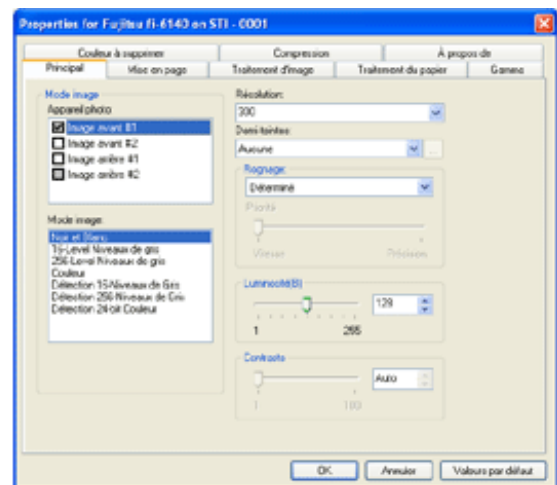 Properties for Fujitsu fi-6140 on STI - 0001
Couleur à supprimer
Compression
À propos de
Principal
Mise en page
Traitement d'image
Traitement du papier
Gamma
Mode image
Appareil photo
Image avant #1
Image avant #2
Image arrière #1
Image arrière #2
Mode image:
Noir et Blanc
16-Level Niveaux de gris
256-Level Niveaux de gris
Couleur
Détection 16-Niveaux de Gris
Détection 256 Niveaux de Gris
Détection 24-bit Couleur
Résolution:
300
Demi-teintes:
Aucune
...
Rognage:
Déterminé
Priorité
Vitesse
Précision
Luminosité(B)
128
1
255
Contraste
Auto
1
100
OK
Annuler
Valeurs par défaut